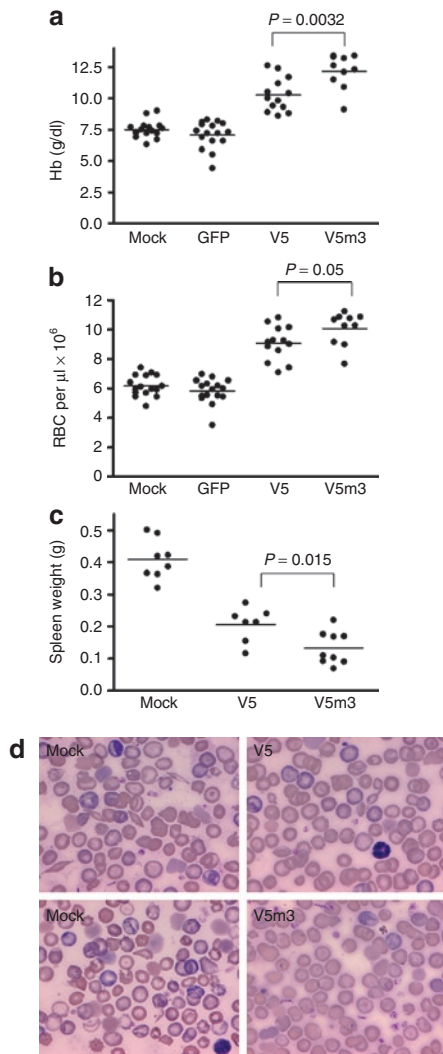 a
P = 0.0032
Hb (g/dl)
12.5
10.0
7.5
5.0
2.5
0.0
Mock GFP V5 V5m3
b
P = 0.05
RBC per μl × 10⁶
12
10
8
6
4
2
0
Mock GFP V5 V5m3
c
P = 0.015
Spleen weight (g)
0.5
0.4
0.3
0.2
0.1
0.0
Mock V5 V5m3
d
Mock V5
Mock V5m3